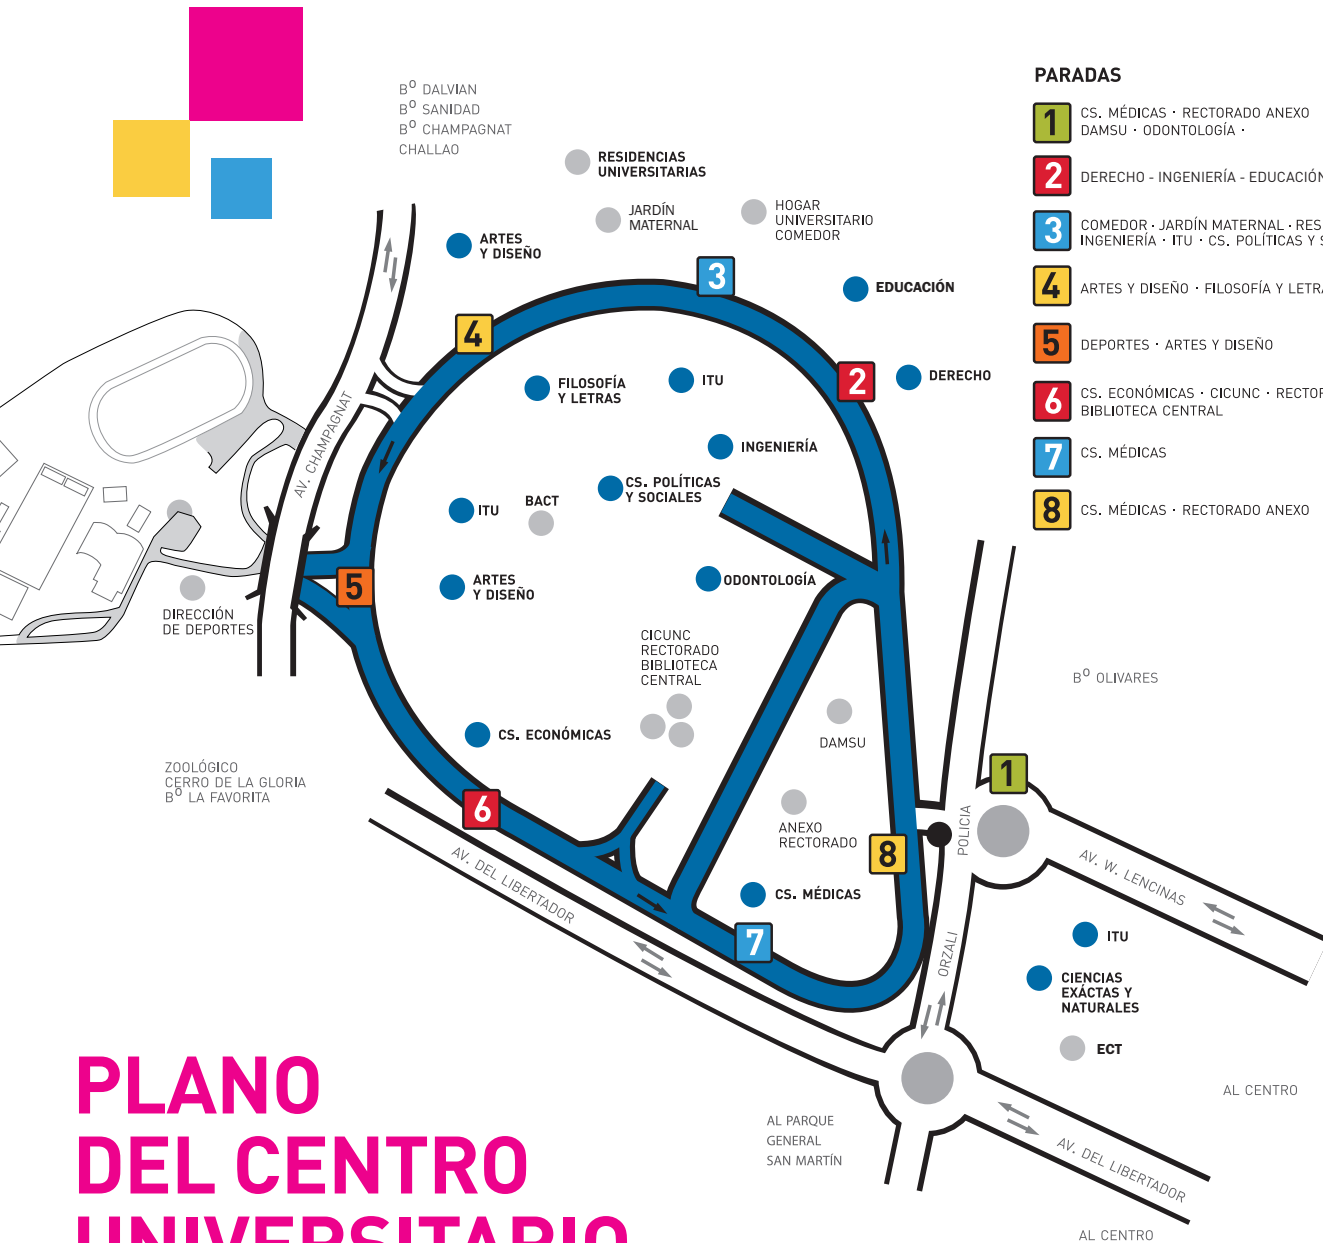 Bº DALVIAN
Bº SANIDAD
Bº CHAMPAGNAT
CHALLAO
RESIDENCIAS
UNIVERSITARIAS
JARDÍN
MATERNAL
HOGAR
UNIVERSITARIO
COMEDOR
ARTES
Y DISEÑO
3
EDUCACIÓN
4
2
DERECHO
FILOSOFÍA
Y LETRAS
ITU
AV. CHAMPAGNAT
INGENIERÍA
CS. POLÍTICAS
Y SOCIALES
ITU
BACT
5
ARTES
Y DISEÑO
ODONTOLOGÍA
DIRECCIÓN
DE DEPORTES
CICUNC
RECTORADO
BIBLIOTECA
CENTRAL
CS. ECONÓMICAS
DAMSU
ZOOLÓGICO
CERRO DE LA GLORIA
Bº LA FAVORITA
6
1
ANEXO
RECTORADO
8
POLICIA
AV. DEL LIBERTADOR
AV. W. LENCINAS
CS. MÉDICAS
7
ORZALI
ITU
CIENCIAS
EXÁCTAS Y
NATURALES
ECT
Bº OLIVARES
AL CENTRO
AL PARQUE
GENERAL
SAN MARTÍN
AV. DEL LIBERTADOR
AL CENTRO
PARADAS
1 CS. MÉDICAS · RECTORADO ANEXO
DAMSU · ODONTOLOGÍA ·
2 DERECHO - INGENIERÍA - EDUCACIÓN
3 COMEDOR · JARDÍN MATERNAL · RES
INGENIERÍA · ITU · CS. POLÍTICAS Y S
4 ARTES Y DISEÑO · FILOSOFÍA Y LETRA
5 DEPORTES · ARTES Y DISEÑO
6 CS. ECONÓMICAS · CICUNC · RECTOR
BIBLIOTECA CENTRAL
7 CS. MÉDICAS
8 CS. MÉDICAS · RECTORADO ANEXO
PLANO
DEL CENTRO
UNIVERSITARIO